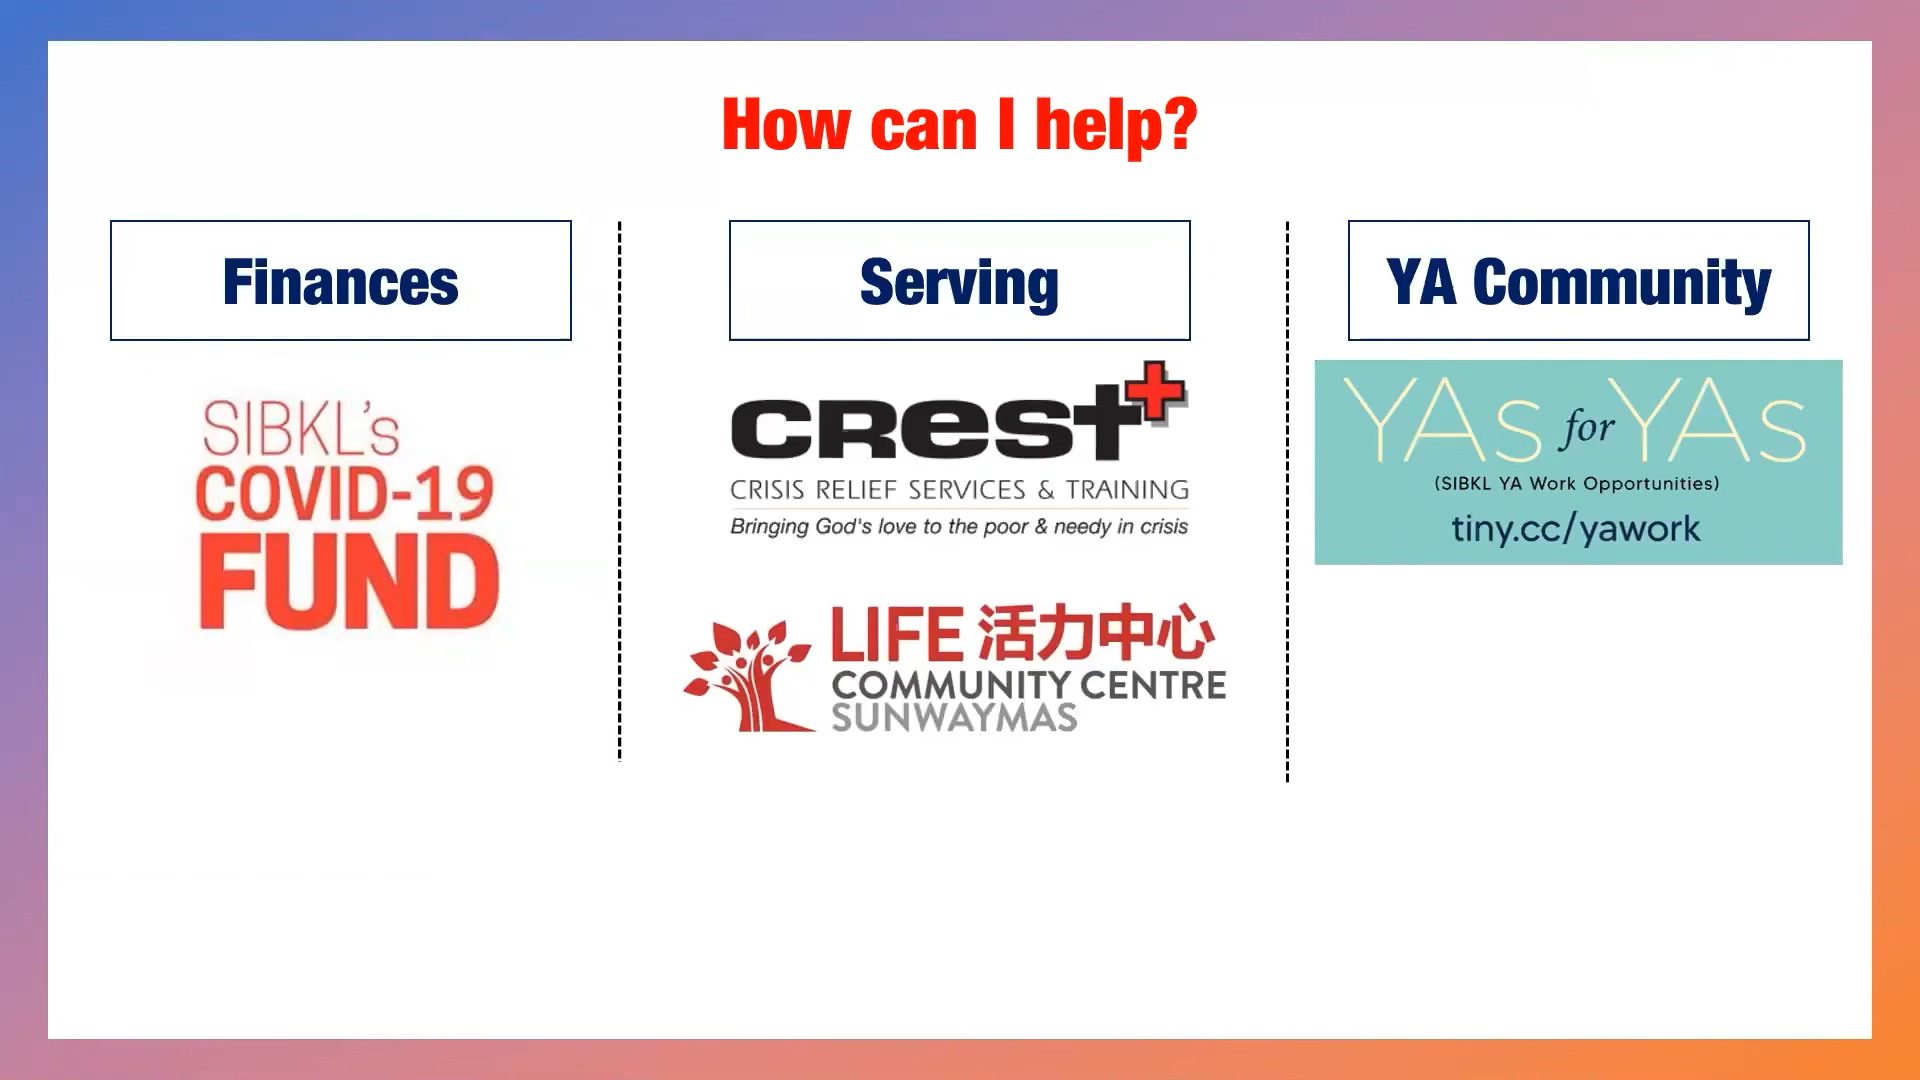 How can I help?
Finances
SIBKL's
COVID-19
FUND
Serving
CREST
CRISIS RELIEF SERVICES & TRAINING
Bringing God's love to the poor & needy in crisis
LIFE 活力中心
COMMUNITY CENTRE
SUNWAYMAS
YA Community
YAs for YAs
(SIBKL YA Work Opportunities)
tiny.cc/yawork